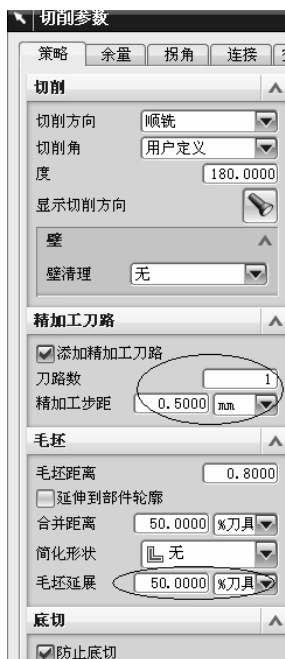 切削参数
策略 余量 拐角 连接
切削
切削方向 顺铣
切削角 用户定义
度 180.0000
显示切削方向
壁
壁清理 无
精加工刀路
添加精加工刀路
刀路数 1
精加工步距 0.5000 mm
毛坯
毛坯距离 0.8000
延伸到部件轮廓
合并距离 50.0000 %刀具
简化形状 无
毛坯延展 50.0000 %刀具
底切
防止底切